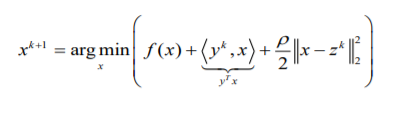 x^{k+1} = arg min_x ( f(x) + ⟨y^k, x⟩ + ρ/2 ‖x − z^k‖_2^2 )
y^T x